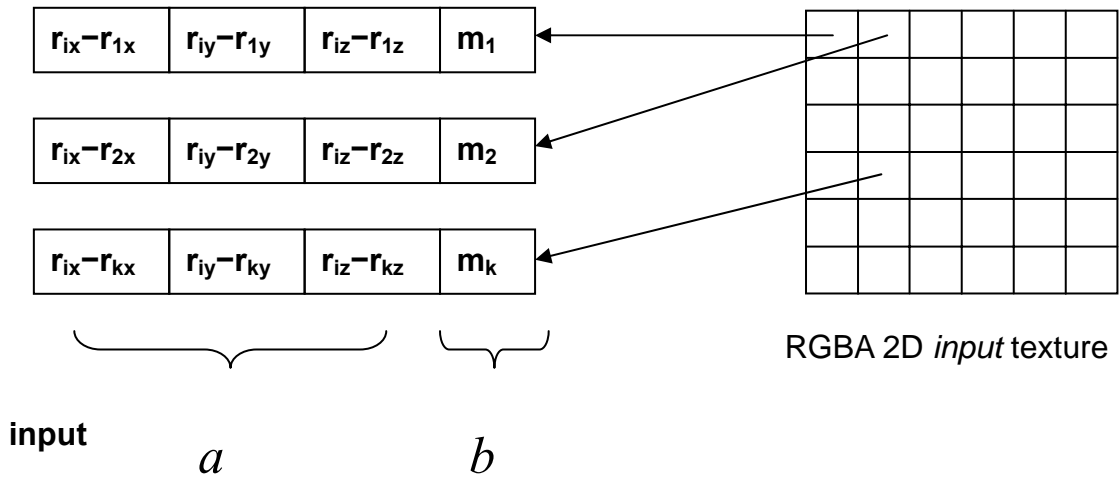 rix−r1x riy−r1y riz−r1z m1
rix−r2x riy−r2y riz−r2z m2
rix−rkx riy−rky riz−rkz mk
RGBA 2D input texture
input
a b